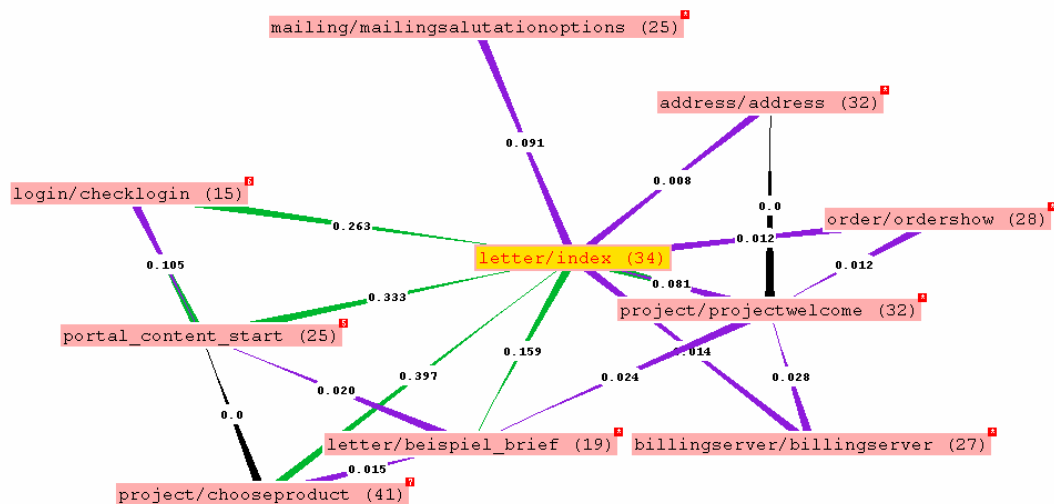 mailing/mailingsalutationoptions (25) *
address/address (32) *
0.091
0.008
login/checklogin (15) 6
0.0
order/ordershow (28) *
0.263
0.012
letter/index (34)
0.105
0.012
0.081
0.333
project/projectwelcome (32) *
portal_content_start (25) 5
0.159
0.014
0.397
0.024
0.028
0.020
0.0
letter/beispiel_brief (19) *
billingserver/billingserver (27) *
0.015
project/chooseproduct (41) 7